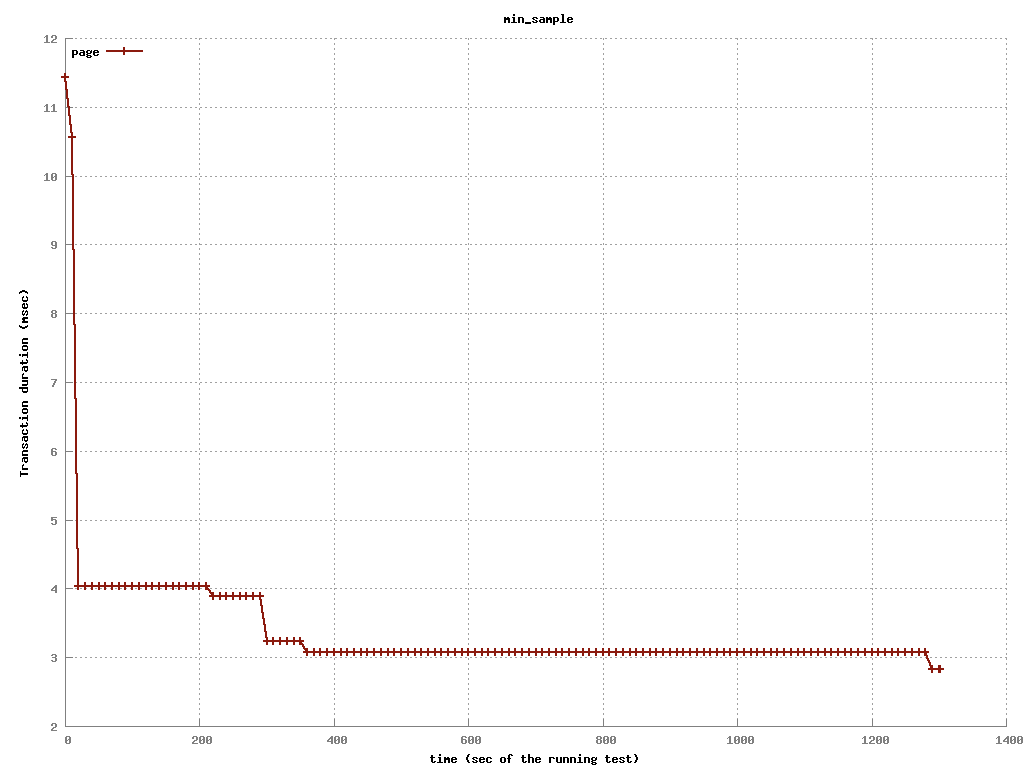 min_sample
12
page
11
10
9
8
7
6
5
4
3
2
Transaction duration (msec)
0 200 400 600 800 1000 1200 1400
time (sec of the running test)